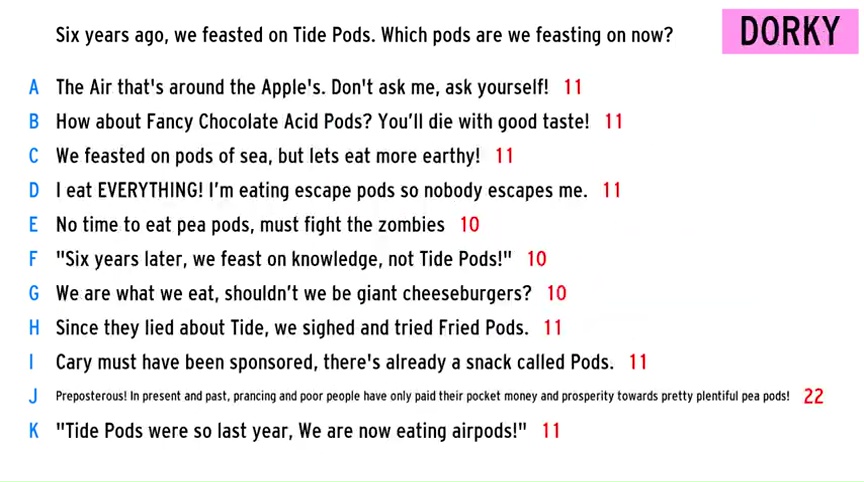 Six years ago, we feasted on Tide Pods. Which pods are we feasting on now?
DORKY
A The Air that's around the Apple's. Don't ask me, ask yourself! 11
B How about Fancy Chocolate Acid Pods? You’ll die with good taste! 11
C We feasted on pods of sea, but lets eat more earthy! 11
D I eat EVERYTHING! I’m eating escape pods so nobody escapes me. 11
E No time to eat pea pods, must fight the zombies 10
F "Six years later, we feast on knowledge, not Tide Pods!" 10
G We are what we eat, shouldn’t we be giant cheeseburgers? 10
H Since they lied about Tide, we sighed and tried Fried Pods. 11
I Cary must have been sponsored, there's already a snack called Pods. 11
J Preposterous! In present and past, prancing and poor people have only paid their pocket money and prosperity towards pretty plentiful pea pods! 22
K "Tide Pods were so last year, We are now eating airpods!" 11